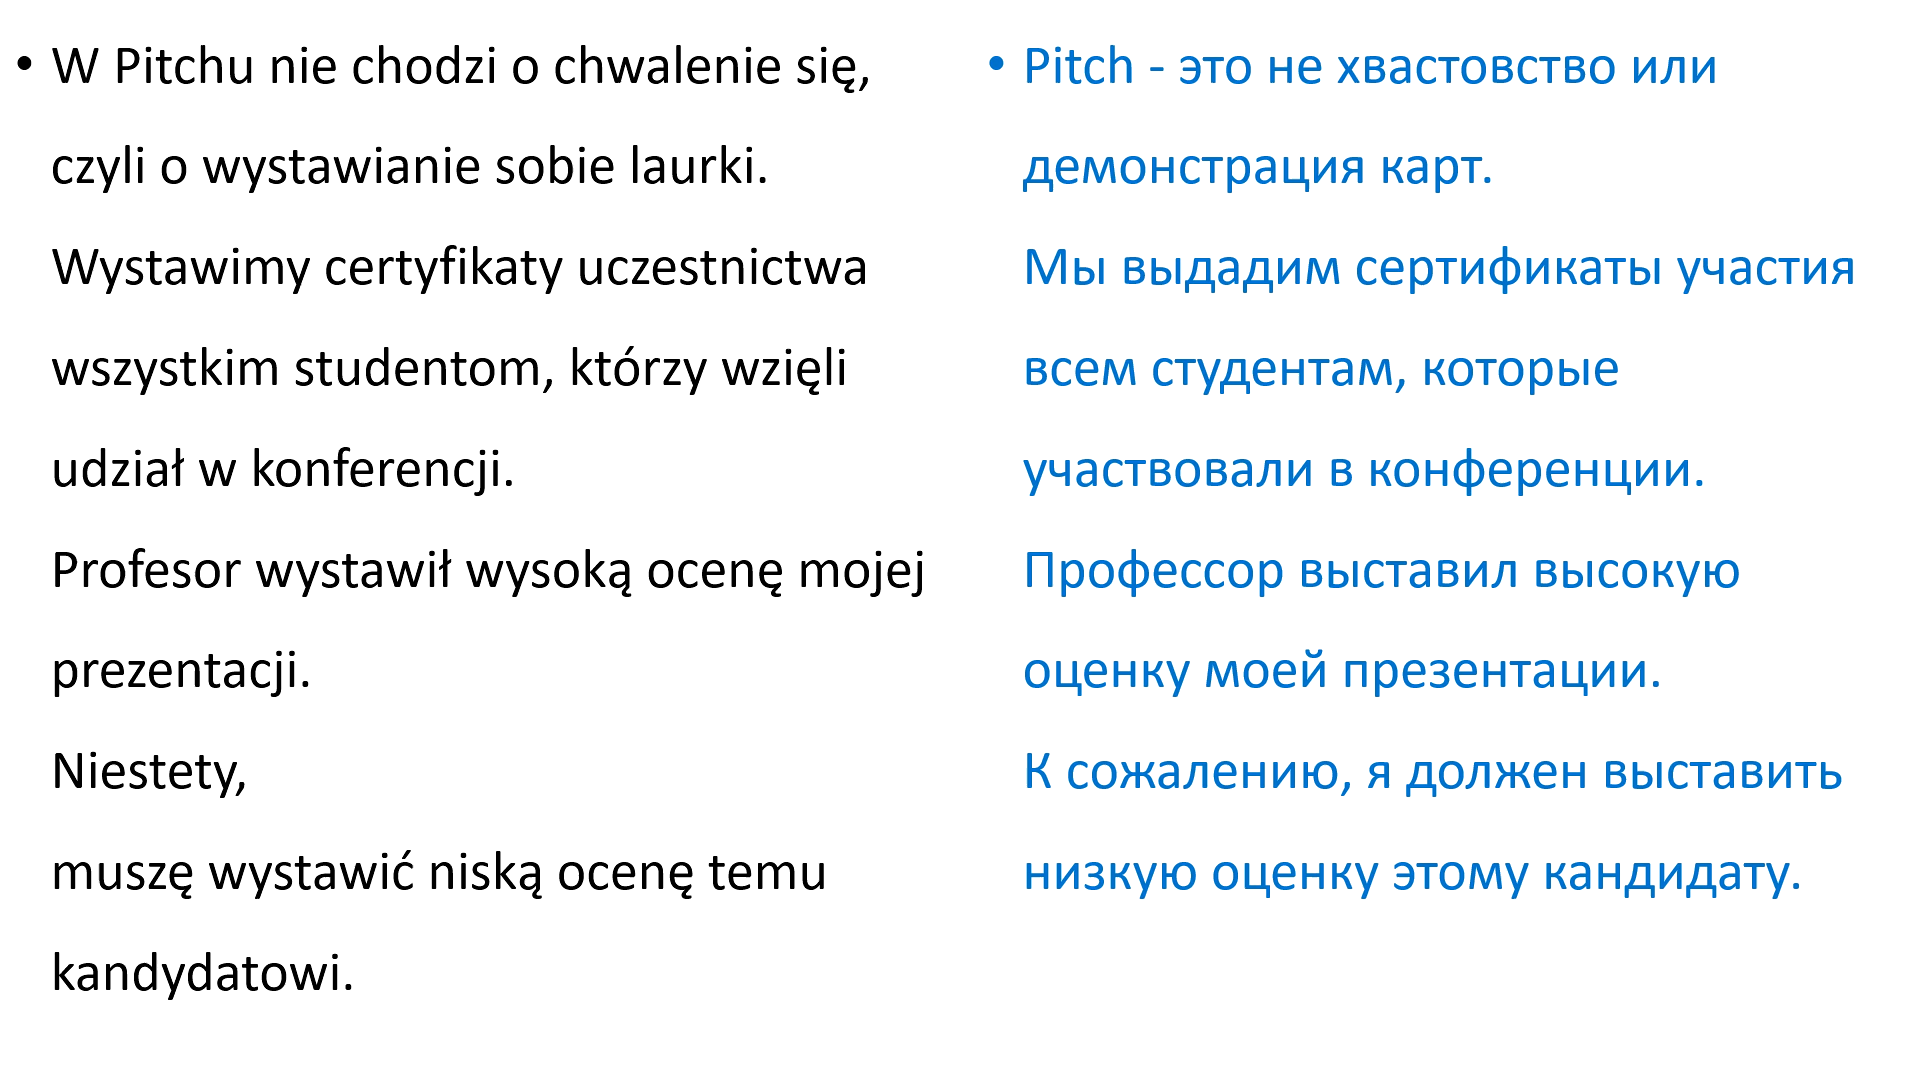 • W Pitchu nie chodzi o chwalenie się,
czyli o wystawianie sobie laurki.
Wystawimy certyfikaty uczestnictwa
wszystkim studentom, którzy wzięli
udział w konferencji.
Profesor wystawił wysoką ocenę mojej
prezentacji.
Niestety,
muszę wystawić niską ocenę temu
kandydatowi.
• Pitch - это не хвастовство или
демонстрация карт.
Мы выдадим сертификаты участия
всем студентам, которые
участвовали в конференции.
Профессор выставил высокую
оценку моей презентации.
К сожалению, я должен выставить
низкую оценку этому кандидату.